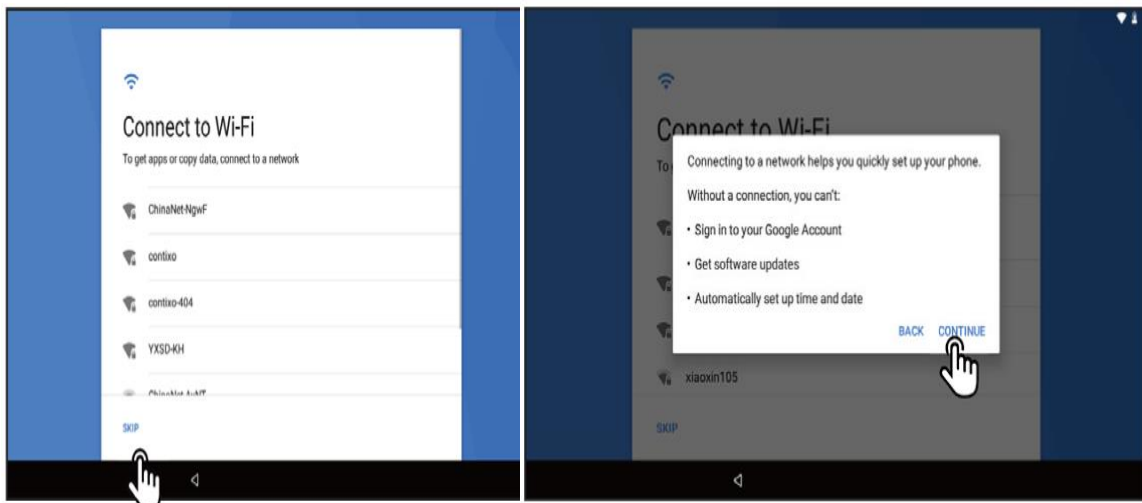 Connect to Wi-Fi
To get apps or copy data, connect to a network
ChinaNet-NgwF
contixo
contixo-404
YXSD-KH
SKIP
Connect to Wi-Fi
To
Connecting to a network helps you quickly set up your phone.
Without a connection, you can't:
• Sign in to your Google Account
• Get software updates
• Automatically set up time and date
BACK CONTINUE
xiaoxin105
SKIP